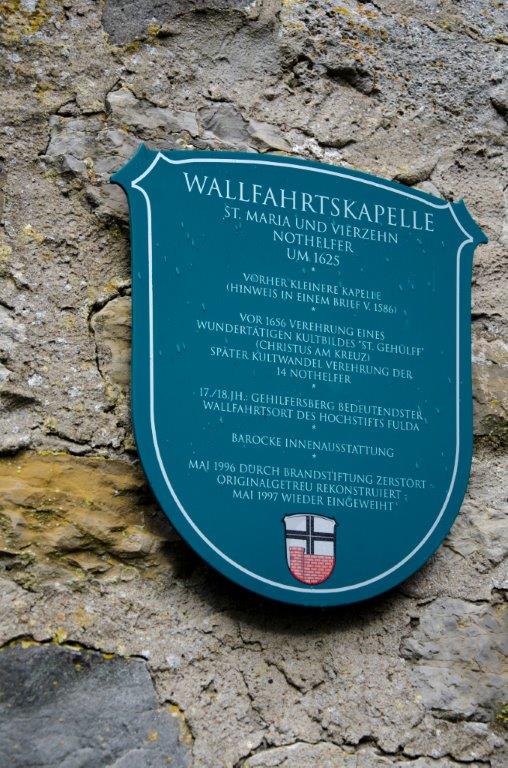 WALLFAHRTSKAPELLE
ST. MARIA UND VIERZEHN
NOTHELFER
UM 1625
*
VORHER KLEINERE KAPELLE
(HINWEIS IN EINEM BRIEF V. 1586)
*
VOR 1656 VEREHRUNG EINES
WUNDERTÄTIGEN KULTBILDES "ST. GEHÜLFF"
(CHRISTUS AM KREUZ)
SPÄTER KULTWANDEL VEREHRUNG DER
14 NOTHELFER
*
17./18.JH.: GEHILFERSBERG BEDEUTENDSTER
WALLFAHRTSORT DES HOCHSTIFTS FULDA
*
BAROCKE INNENAUSSTATTUNG
*
MAI 1996 DURCH BRANDSTIFTUNG ZERSTÖRT
ORIGINALGETREU REKONSTRUIERT
MAI 1997 WIEDER EINGEWEIHT